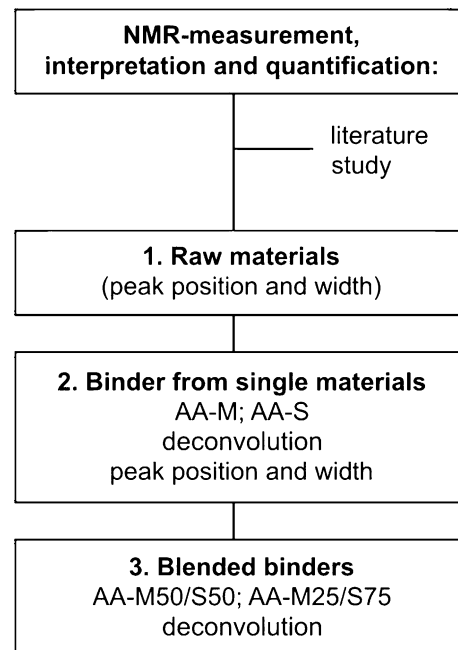 NMR-measurement,
interpretation and quantification:
literature
study
1. Raw materials
(peak position and width)
2. Binder from single materials
AA-M; AA-S
deconvolution
peak position and width
3. Blended binders
AA-M50/S50; AA-M25/S75
deconvolution